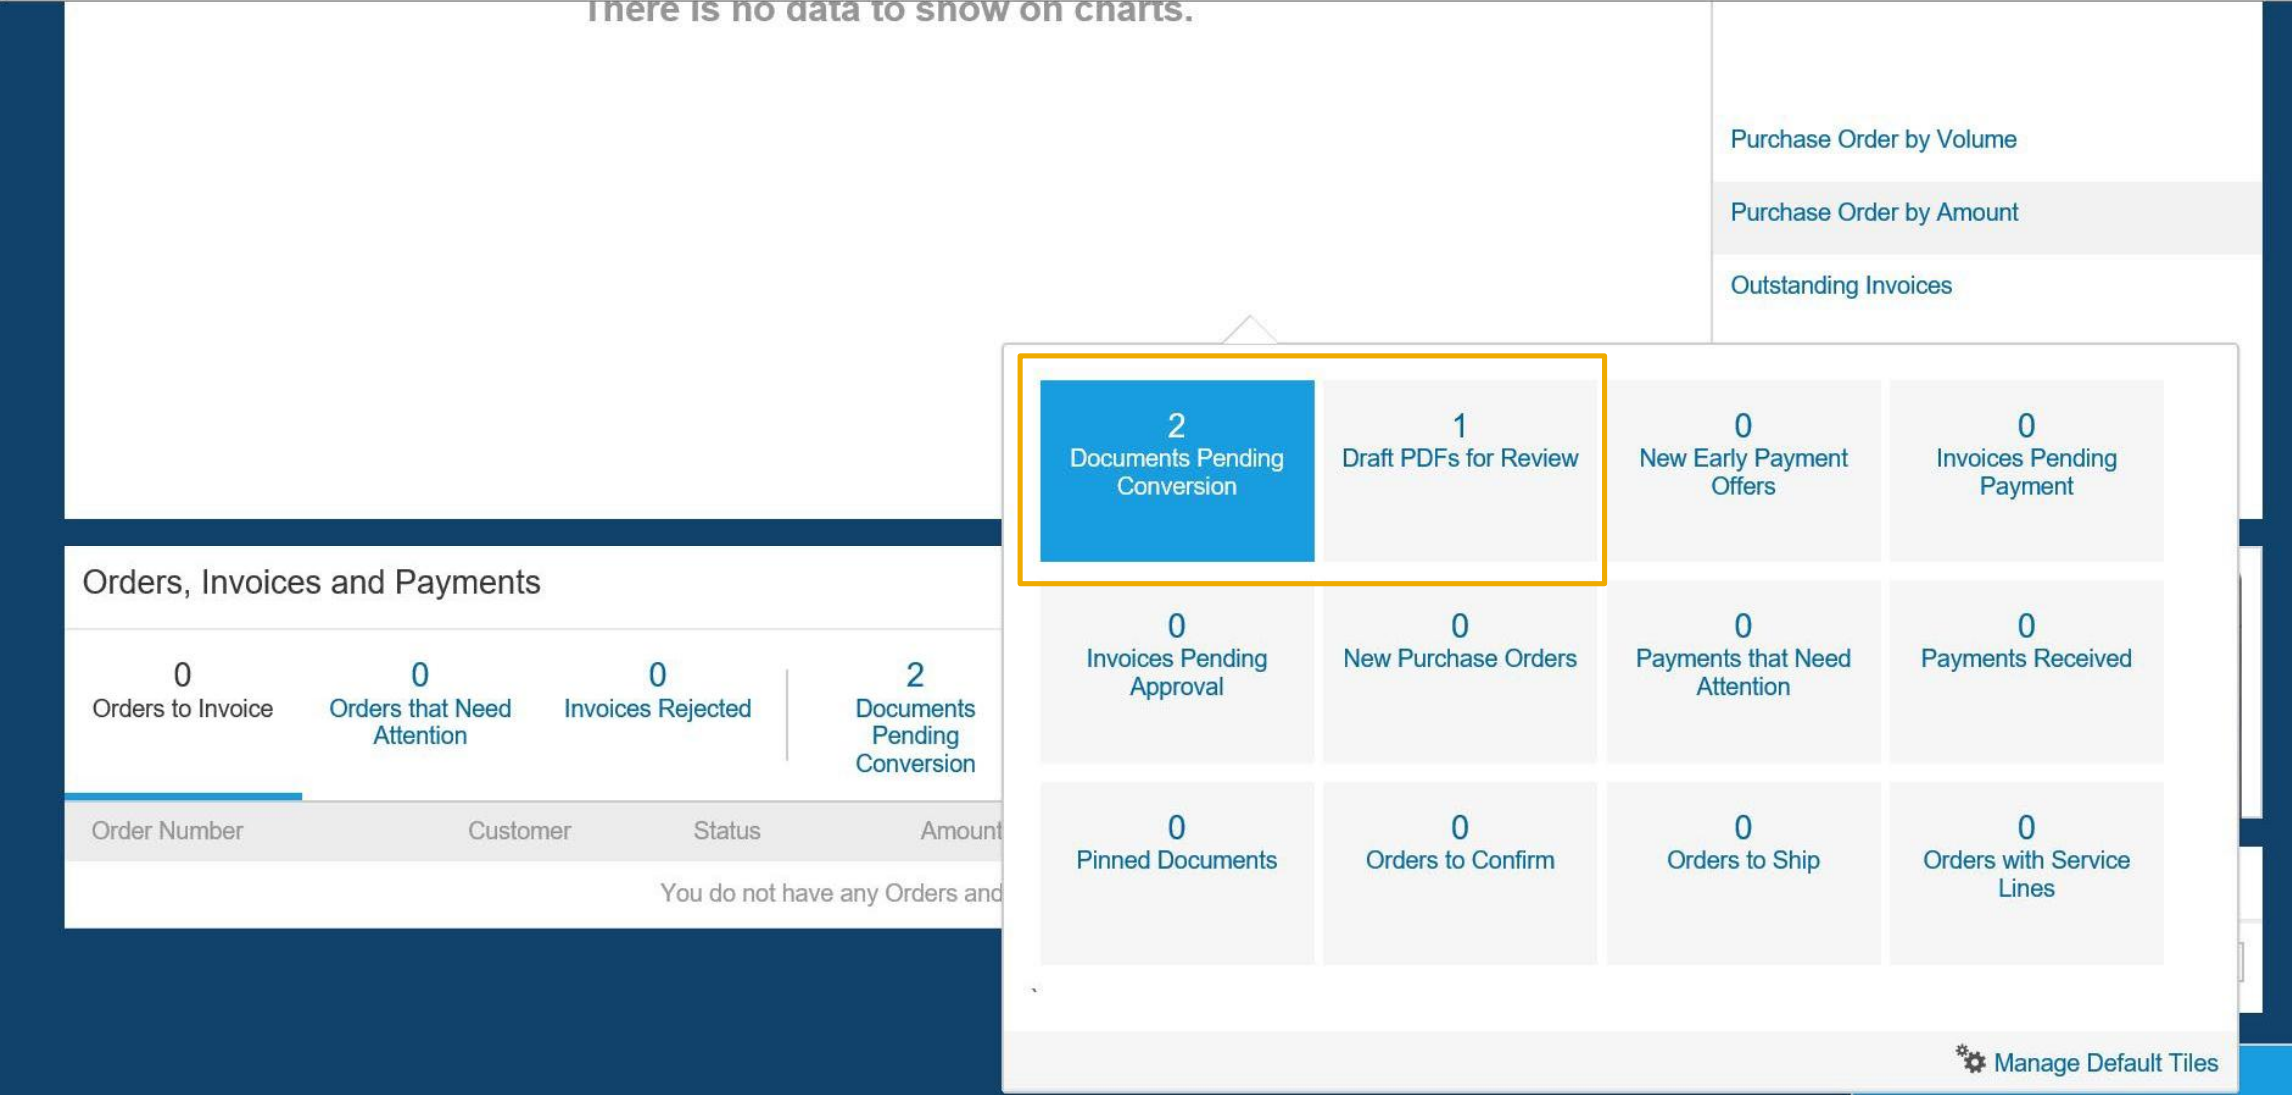 There is no data to show on charts.
Purchase Order by Volume
Purchase Order by Amount
Outstanding Invoices
2
Documents Pending
Conversion
1
Draft PDFs for Review
0
New Early Payment
Offers
0
Invoices Pending
Payment
0
Invoices Pending
Approval
0
New Purchase Orders
0
Payments that Need
Attention
0
Payments Received
0
Pinned Documents
0
Orders to Confirm
0
Orders to Ship
0
Orders with Service
Lines
`
Manage Default Tiles
Orders, Invoices and Payments
0
Orders to Invoice
0
Orders that Need
Attention
0
Invoices Rejected
2
Documents
Pending
Conversion
Order Number Customer Status Amount
You do not have any Orders and